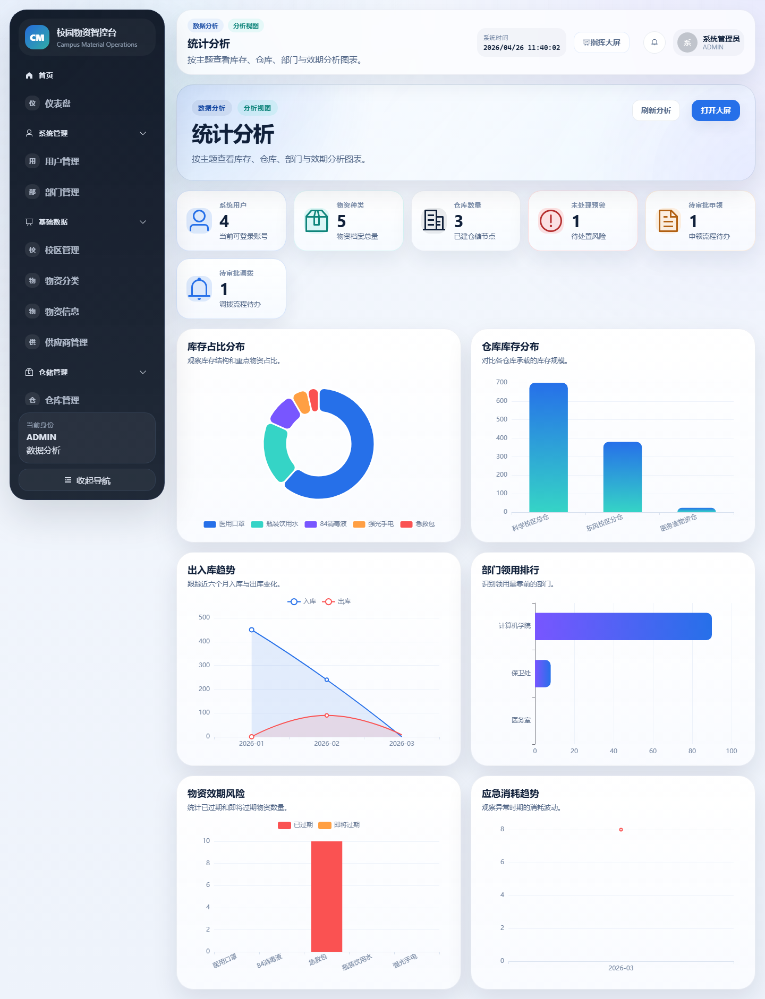 CM
校园物资智控台
Campus Material Operations
首页
仪 仪表盘
系统管理
用 用户管理
部 部门管理
基础数据
校 校区管理
物 物资分类
物 物资信息
供 供应商管理
仓储管理
仓 仓库管理
当前身份
ADMIN
数据分析
收起导航
数据分析 分析视图
统计分析
按主题查看库存、仓库、部门与效期分析图表。
系统时间
2026/04/26 11:40:02
指挥大屏
系
系统管理员
ADMIN
数据分析 分析视图
统计分析
按主题查看库存、仓库、部门与效期分析图表。
刷新分析
打开大屏
系统用户
4
当前可登录账号
物资种类
5
物资档案总量
仓库数量
3
已建仓储节点
未处理预警
1
待处置风险
待审批申领
1
申领流程待办
待审批调拨
1
调拨流程待办
库存占比分布
观察库存结构和重点物资占比。
医用口罩 瓶装饮用水 84消毒液 强光手电 急救包
仓库库存分布
对比各仓库承载的库存规模。
700
600
500
400
300
200
100
0
科学校区总仓 东风校区分仓 医务室物资仓
出入库趋势
跟踪近六个月入库与出库变化。
入库 出库
500
400
300
200
100
0
2026-01 2026-02 2026-03
部门领用排行
识别领用量靠前的部门。
计算机学院
保卫处
医务室
0 20 40 60 80 100
物资效期风险
统计已过期和即将过期物资数量。
已过期 即将过期
10
8
6
4
2
0
医用口罩 84消毒液 急救包 瓶装饮用水 强光手电
应急消耗趋势
观察异常时期的消耗波动。
8
6
4
2
0
2026-03